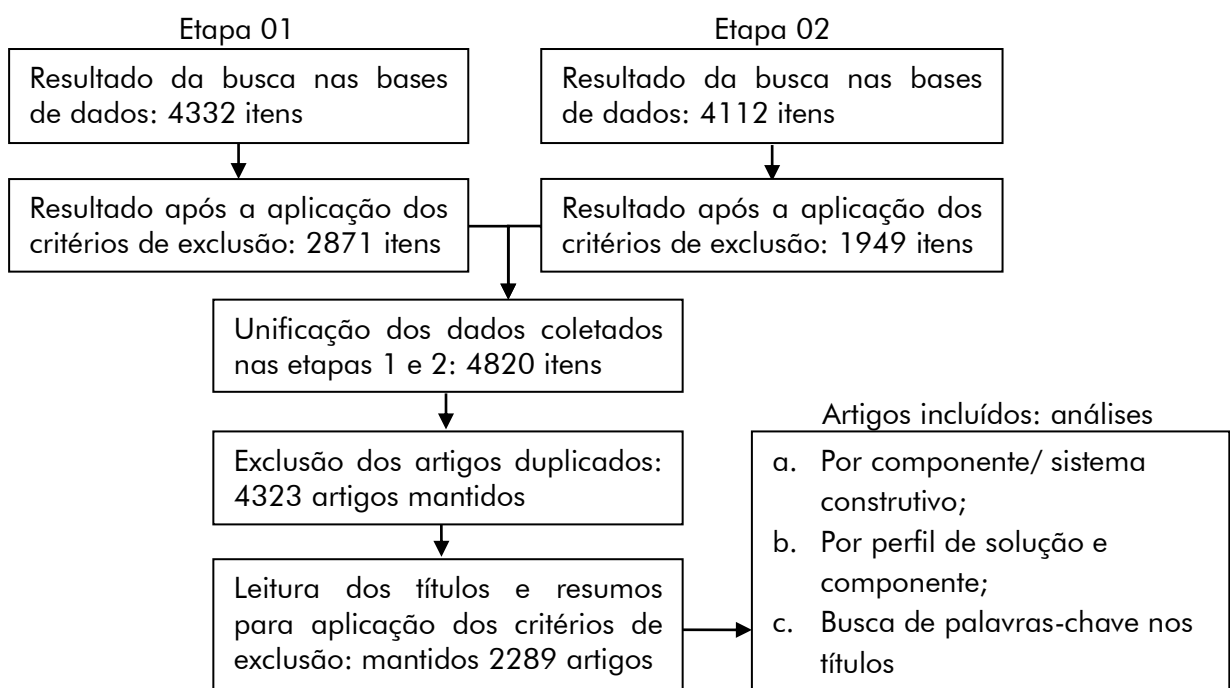 Etapa 01
Resultado da busca nas bases
de dados: 4332 itens
Etapa 02
Resultado da busca nas bases
de dados: 4112 itens
Resultado após a aplicação dos
critérios de exclusão: 2871 itens
Resultado após a aplicação dos
critérios de exclusão: 1949 itens
Unificação dos dados coletados
nas etapas 1 e 2: 4820 itens
Exclusão dos artigos duplicados:
4323 artigos mantidos
Leitura dos títulos e resumos
para aplicação dos critérios de
exclusão: mantidos 2289 artigos
Artigos incluídos: análises
a. Por componente/ sistema
construtivo;
b. Por perfil de solução e
componente;
c. Busca de palavras-chave nos
títulos